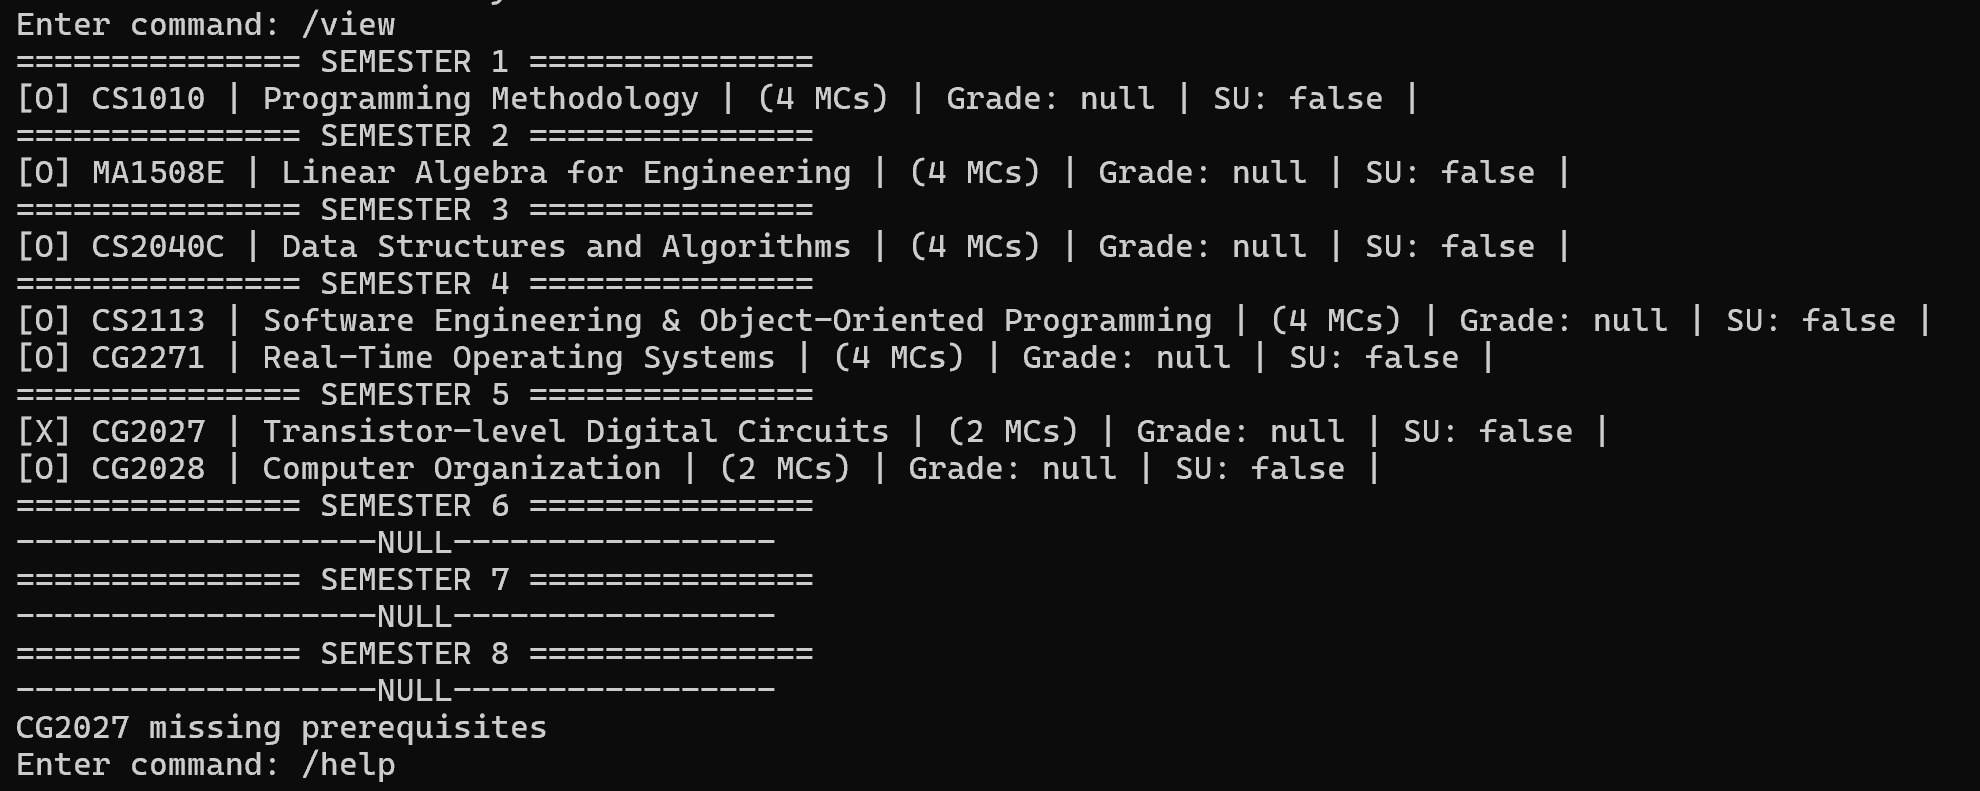 Enter command: /view
=============== SEMESTER 1 ===============
[O] CS1010 | Programming Methodology | (4 MCs) | Grade: null | SU: false |
=============== SEMESTER 2 ===============
[O] MA1508E | Linear Algebra for Engineering | (4 MCs) | Grade: null | SU: false |
=============== SEMESTER 3 ===============
[O] CS2040C | Data Structures and Algorithms | (4 MCs) | Grade: null | SU: false |
=============== SEMESTER 4 ===============
[O] CS2113 | Software Engineering & Object-Oriented Programming | (4 MCs) | Grade: null | SU: false |
[O] CG2271 | Real-Time Operating Systems | (4 MCs) | Grade: null | SU: false |
=============== SEMESTER 5 ===============
[X] CG2027 | Transistor-level Digital Circuits | (2 MCs) | Grade: null | SU: false |
[O] CG2028 | Computer Organization | (2 MCs) | Grade: null | SU: false |
=============== SEMESTER 6 ===============
-------------------NULL-----------------
=============== SEMESTER 7 ===============
-------------------NULL-----------------
=============== SEMESTER 8 ===============
-------------------NULL-----------------
CG2027 missing prerequisites
Enter command: /help